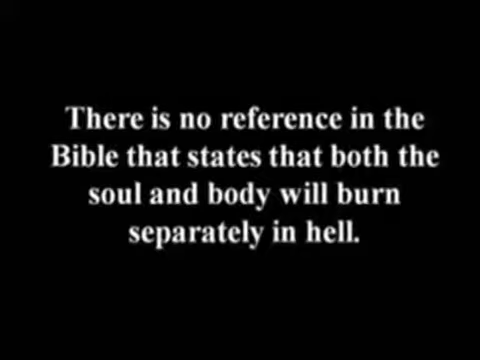 There is no reference in the
Bible that states that both the
soul and body will burn
separately in hell.